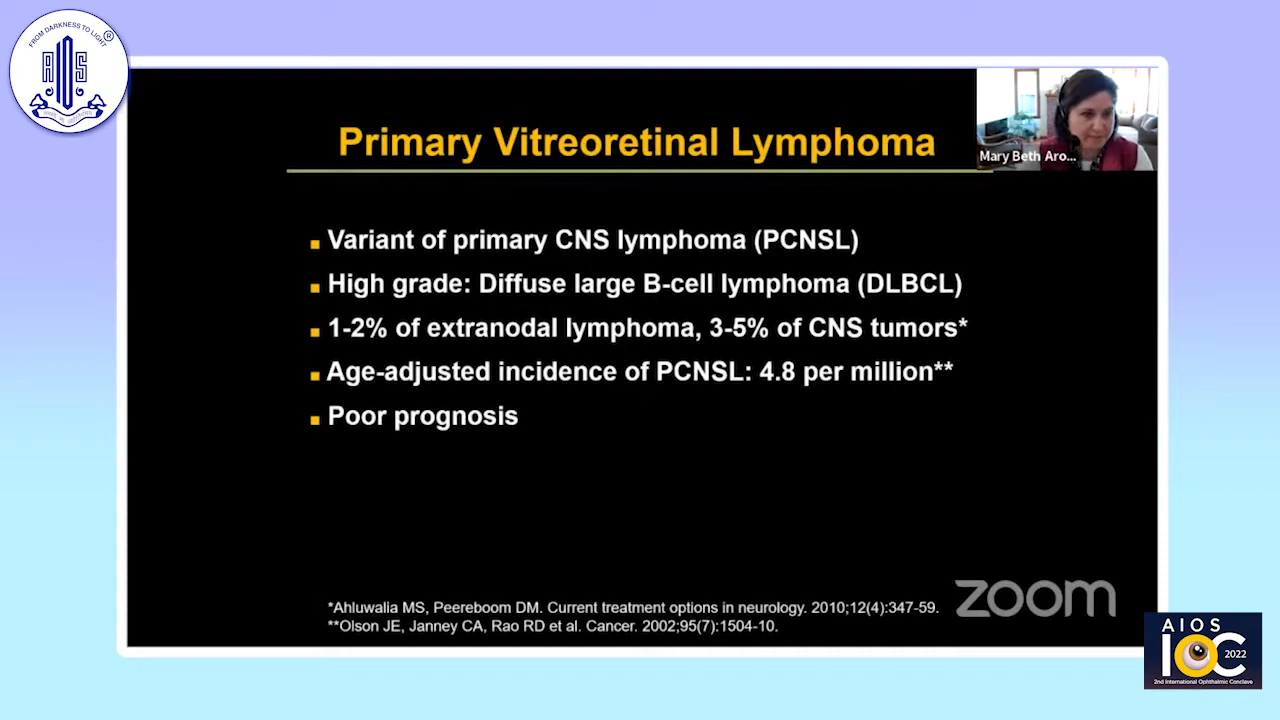 FROM DARKNESS TO LIGHT
®
AIOS
Primary Vitreoretinal Lymphoma
Mary Beth Aro...
▪ Variant of primary CNS lymphoma (PCNSL)
▪ High grade: Diffuse large B-cell lymphoma (DLBCL)
▪ 1-2% of extranodal lymphoma, 3-5% of CNS tumors*
▪ Age-adjusted incidence of PCNSL: 4.8 per million**
▪ Poor prognosis
*Ahluwalia MS, Peereboom DM. Current treatment options in neurology. 2010;12(4):347-59.
**Olson JE, Janney CA, Rao RD et al. Cancer. 2002;95(7):1504-10.
zoom
AIOS
IOC 2022
2nd International Ophthalmic Conclave